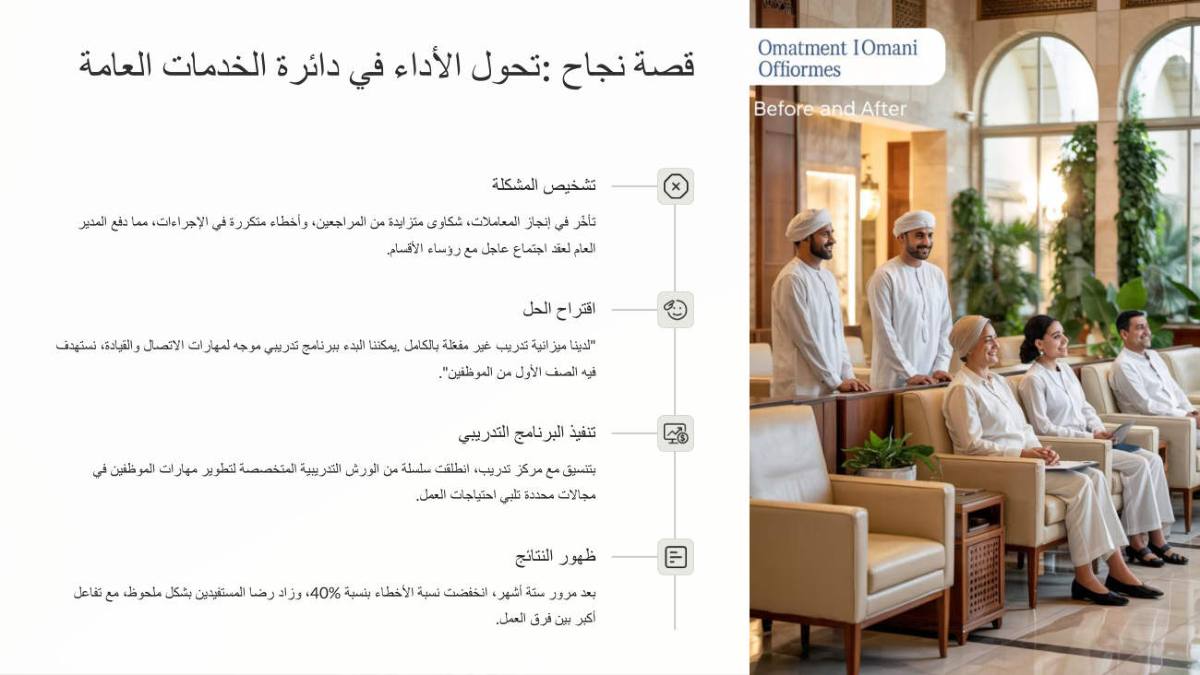 قصة نجاح :تحول الأداء في دائرة الخدمات العامة
تشخيص المشكلة
تأخّر في إنجاز المعاملات، شكاوى متزايدة من المراجعين، وأخطاء متكررة في الإجراءات، مما دفع المدير
العام لعقد اجتماع عاجل مع رؤساء الأقسام.
اقتراح الحل
"لدينا ميزانية تدريب غير مفعّلة بالكامل .يمكننا البدء ببرنامج تدريبي موجه لمهارات الاتصال والقيادة، نستهدف
فيه الصف الأول من الموظفين".
تنفيذ البرنامج التدريبي
بتنسيق مع مركز تدريب، انطلقت سلسلة من الورش التدريبية المتخصصة لتطوير مهارات الموظفين في
مجالات محددة تلبي احتياجات العمل.
ظهور النتائج
بعد مرور ستة أشهر، انخفضت نسبة الأخطاء بنسبة 40%، وزاد رضا المستفيدين بشكل ملحوظ، مع تفاعل
أكبر بين فرق العمل.
Omatment IOmani
Offiormes
Before and After